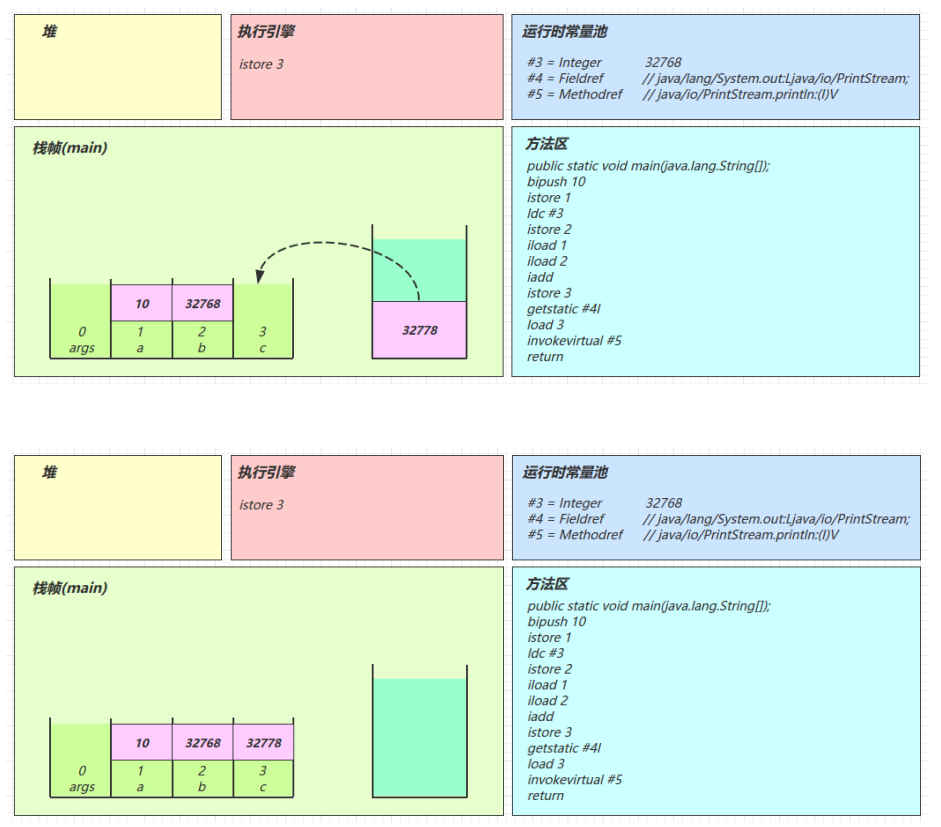 堆
执行引擎
istore 3
运行时常量池
#3 = Integer 32768
#4 = Fieldref // java/lang/System.out:Ljava/io/PrintStream;
#5 = Methodref // java/io/PrintStream.println:(I)V
栈帧(main)
10 32768
0 1 2 3
args a b c
32778
方法区
public static void main(java.lang.String[]);
bipush 10
istore 1
ldc #3
istore 2
iload 1
iload 2
iadd
istore 3
getstatic #4l
load 3
invokevirtual #5
return
堆
执行引擎
istore 3
运行时常量池
#3 = Integer 32768
#4 = Fieldref // java/lang/System.out:Ljava/io/PrintStream;
#5 = Methodref // java/io/PrintStream.println:(I)V
栈帧(main)
10 32768 32778
0 1 2 3
args a b c
方法区
public static void main(java.lang.String[]);
bipush 10
istore 1
ldc #3
istore 2
iload 1
iload 2
iadd
istore 3
getstatic #4l
load 3
invokevirtual #5
return